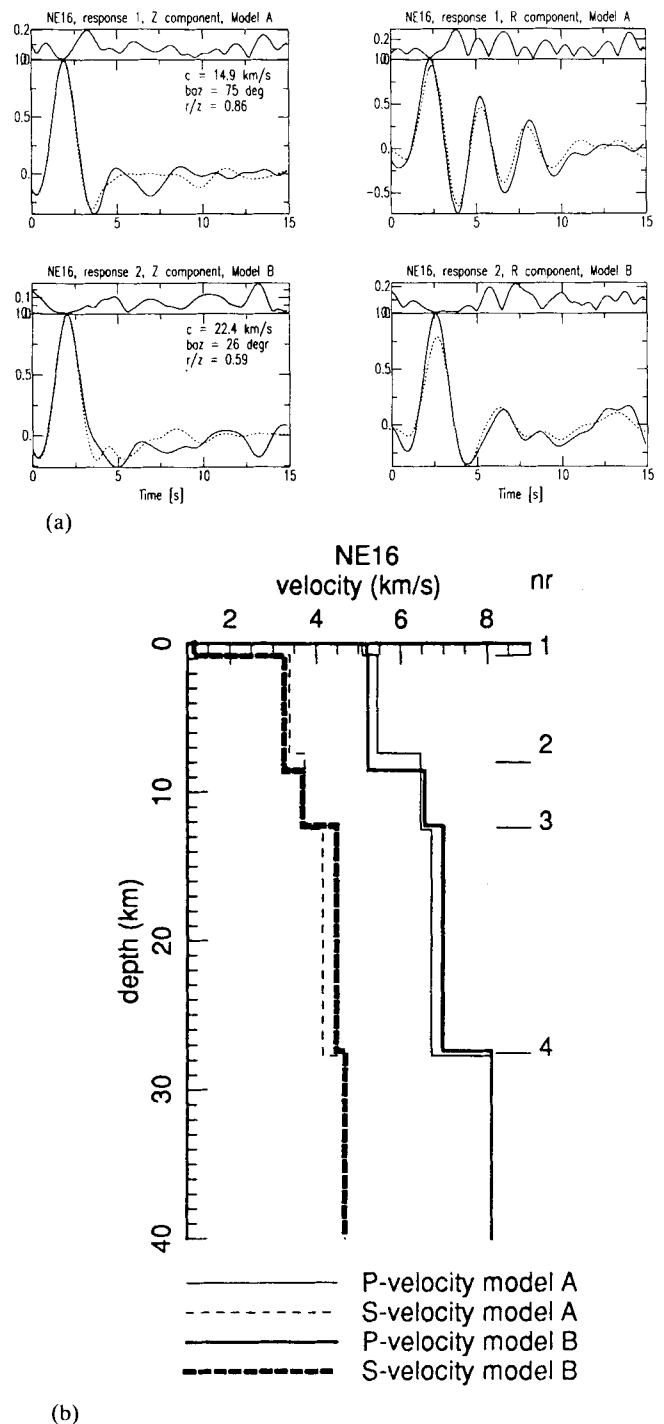 NE16, response 1, Z component, Model A
0.2
0
1.0
0.5
0.
c = 14.9 km/s
baz = 75 deg
r/z = 0.86
0 5 10 15
NE16, response 1, R component, Model A
0.2
0
1.0
0.5
0.
-0.5
0 5 10 15
NE16, response 2, Z component, Model B
0.1
0
1.0
0.5
0.
c = 22.4 km/s
baz = 26 degr
r/z = 0.59
0 5 10 15
Time [s]
NE16, response 2, R component, Model B
0.2
0
1.0
0.5
0.
0 5 10 15
Time [s]
(a)
NE16
velocity (km/s) nr
2 4 6 8
0
10
20
30
40
depth (km)
1
2
3
4
P-velocity model A
S-velocity model A
P-velocity model B
S-velocity model B
(b)